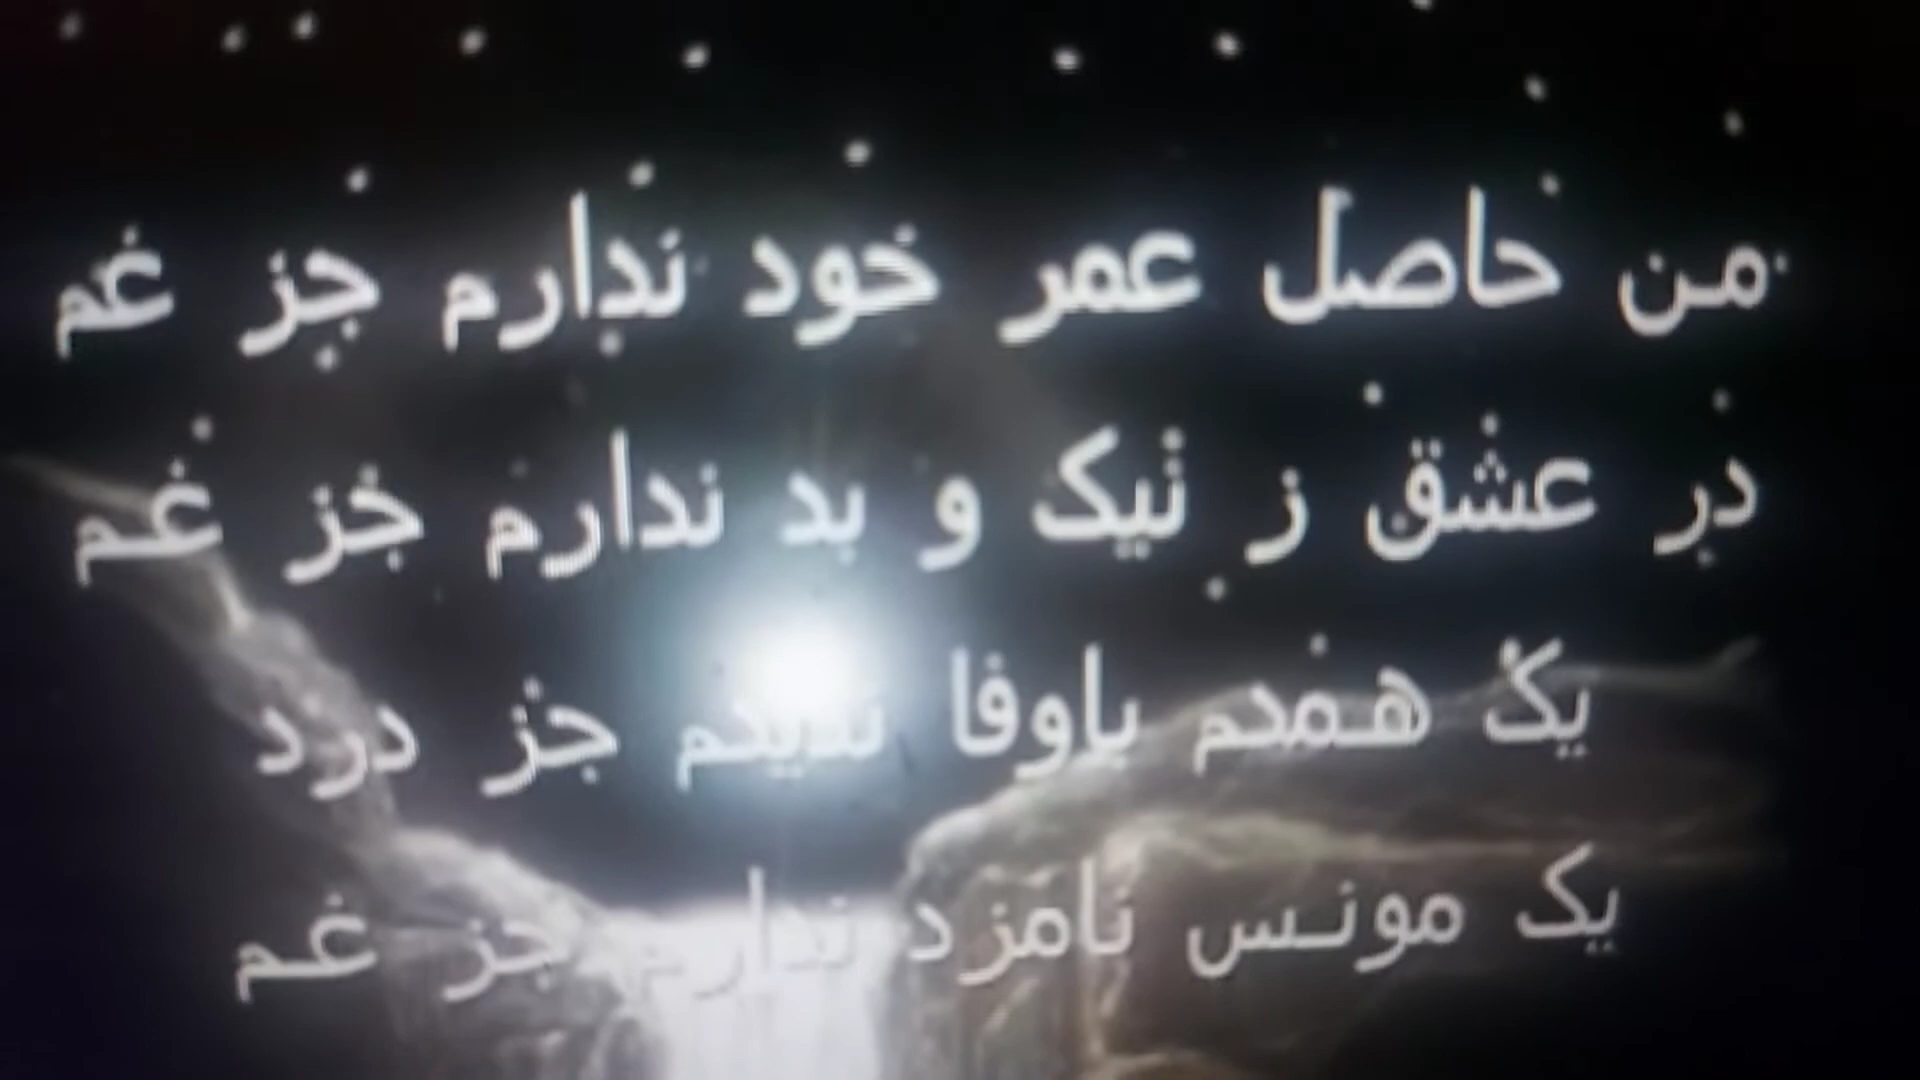 من حاصل عمر خود ندارم جز غم
در عشق ز نیک و بد ندارم جز غم
یک همدم باوفا ندیدم جز درد
یک مونس نامزد ندارم جز غم